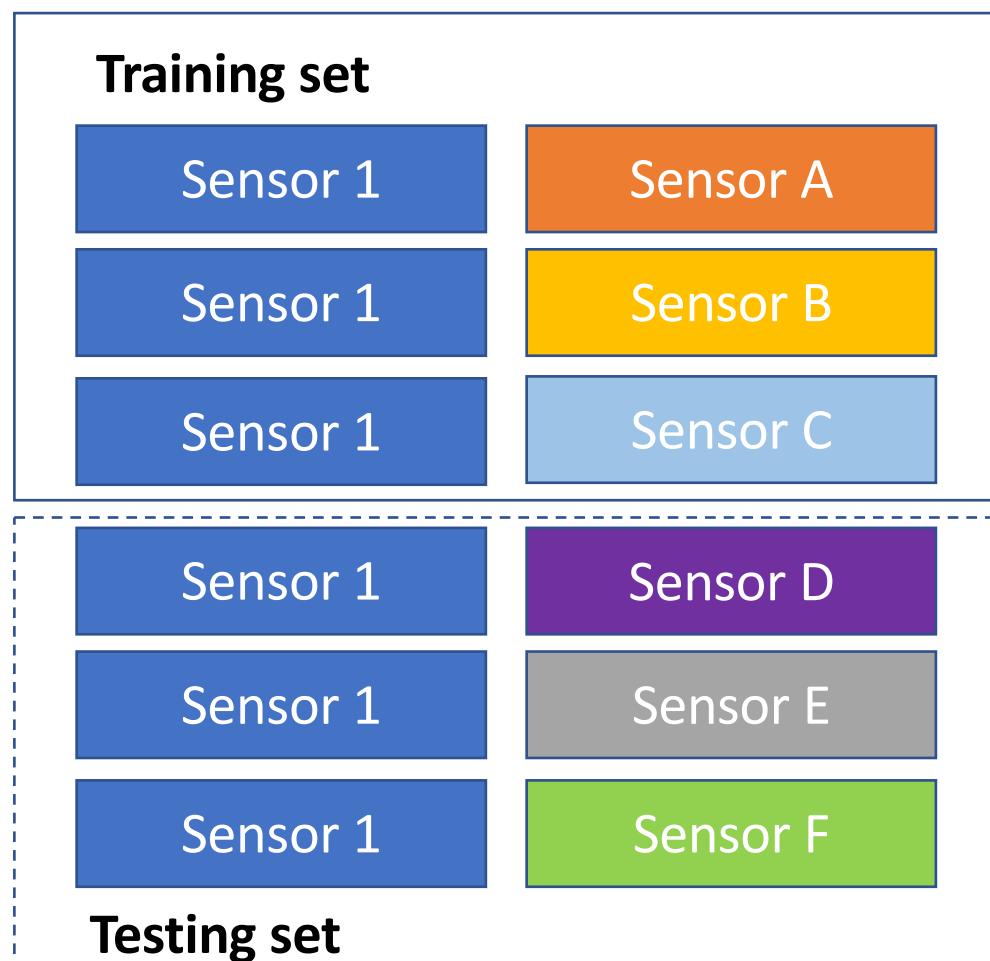 Training set
Sensor 1 Sensor A
Sensor 1 Sensor B
Sensor 1 Sensor C
Sensor 1 Sensor D
Sensor 1 Sensor E
Sensor 1 Sensor F
Testing set